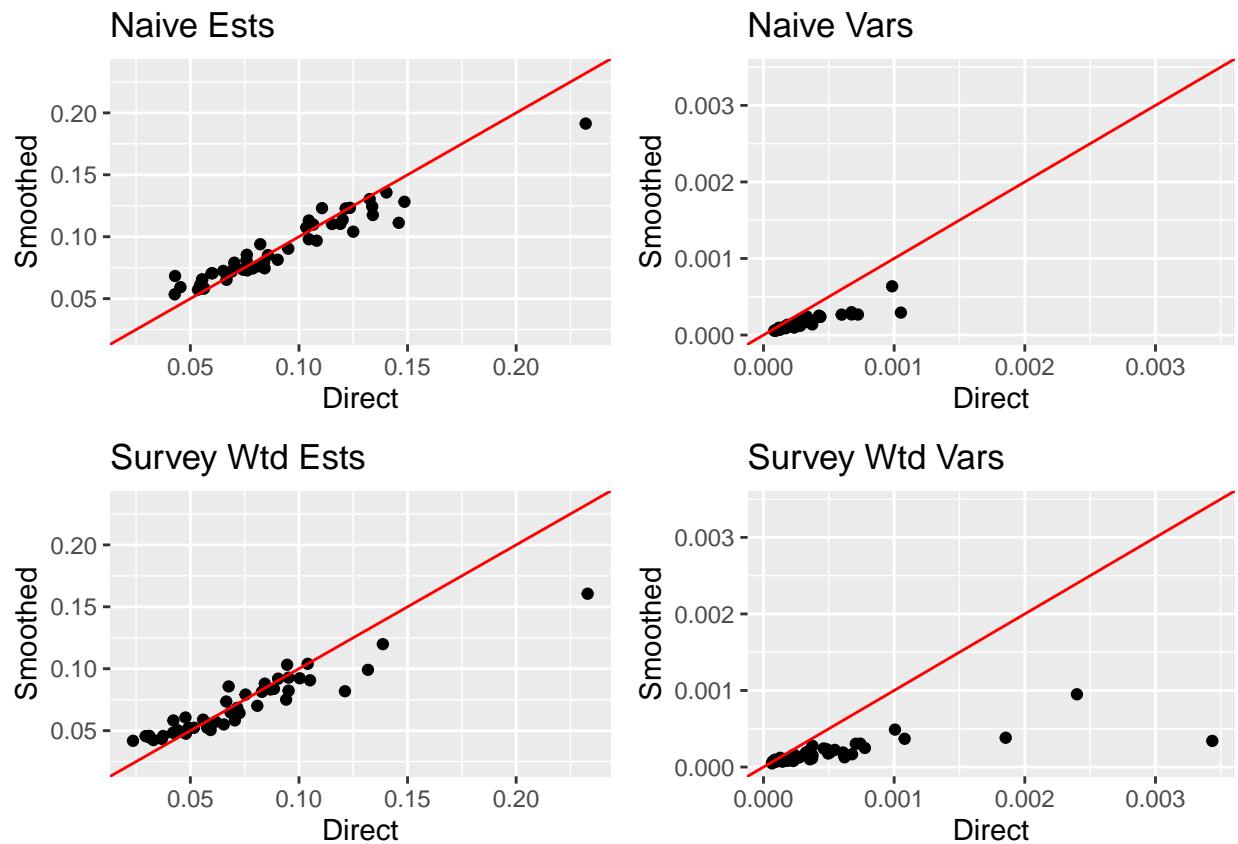 Naive Ests
Smoothed
0.20
0.15
0.10
0.05
0.05 0.10 0.15 0.20
Direct
Naive Vars
Smoothed
0.003
0.002
0.001
0.000
0.000 0.001 0.002 0.003
Direct
Survey Wtd Ests
Smoothed
0.20
0.15
0.10
0.05
0.05 0.10 0.15 0.20
Direct
Survey Wtd Vars
Smoothed
0.003
0.002
0.001
0.000
0.000 0.001 0.002 0.003
Direct